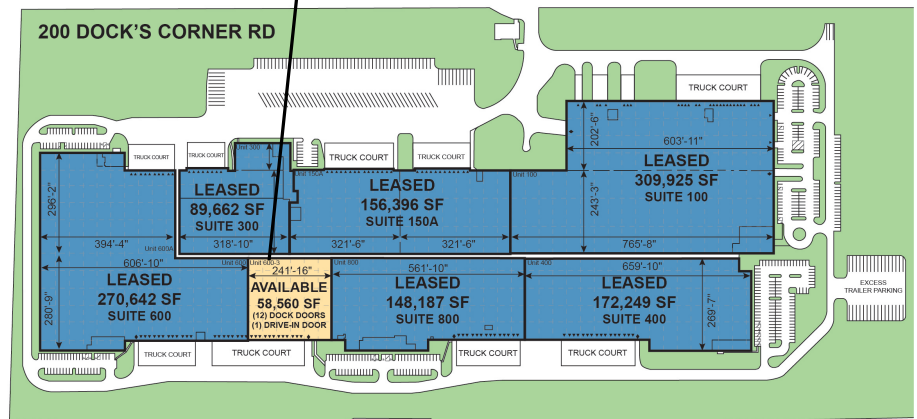 200 DOCK'S CORNER RD
TRUCK COURT
603'-11"
202'-6"
LEASED
309,925 SF
SUITE 100
243'-3"
765'-8"
Unit 100
TRUCK COURT
TRUCK COURT
TRUCK COURT
TRUCK COURT
Unit 300
Unit 150A
296'-2"
394'-4"
Unit 600A
LEASED
89,662 SF
SUITE 300
318'-10"
LEASED
156,396 SF
SUITE 150A
321'-6"
321'-6"
606'-10"
Unit 600
LEASED
270,642 SF
SUITE 600
280'-9"
Unit 600-3
241'-16"
AVAILABLE
58,560 SF
(12) DOCK DOORS
(1) DRIVE-IN DOOR
Unit 800
561'-10"
LEASED
148,187 SF
SUITE 800
Unit 400
659'-10"
LEASED
172,249 SF
SUITE 400
269'-7"
EXCESS
TRAILER PARKING
TRUCK COURT
TRUCK COURT
TRUCK COURT
TRUCK COURT